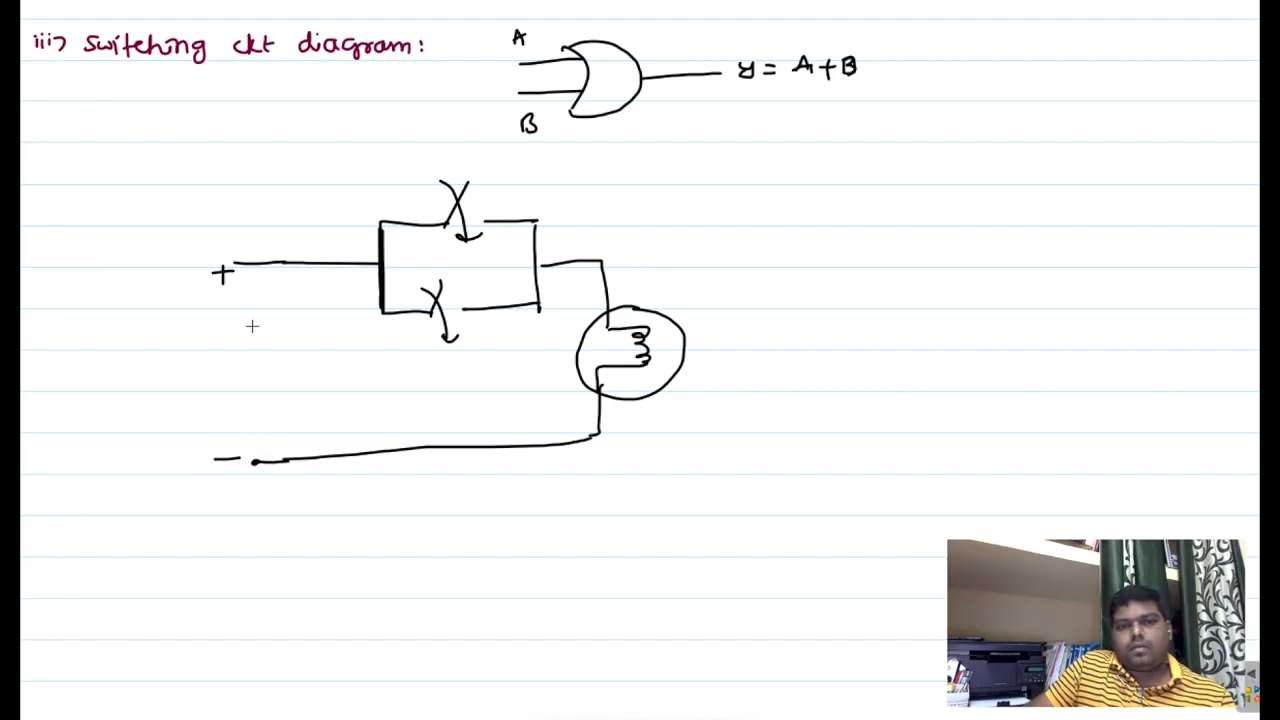 iii) Switching ckt diagram:
A
B
y = A+B
+
−